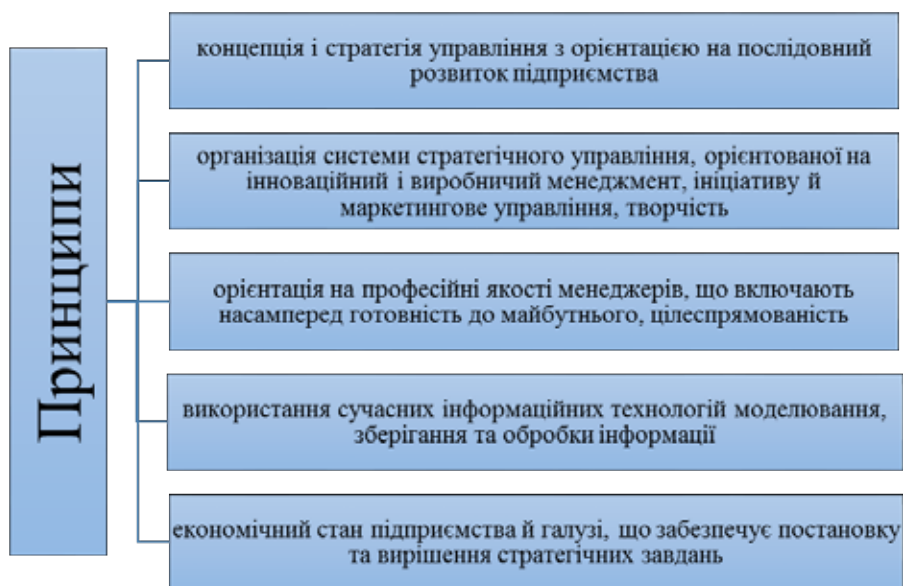 Принципи
концепція і стратегія управління з орієнтацією на послідовний
розвиток підприємства
організація системи стратегічного управління, орієнтованої на
інноваційний і виробничий менеджмент, ініціативу й
маркетингове управління, творчість
орієнтація на професійні якості менеджерів, що включають
насамперед готовність до майбутнього, цілеспрямованість
використання сучасних інформаційних технологій моделювання,
зберігання та обробки інформації
економічний стан підприємства й галузі, що забезпечує постановку
та вирішення стратегічних завдань